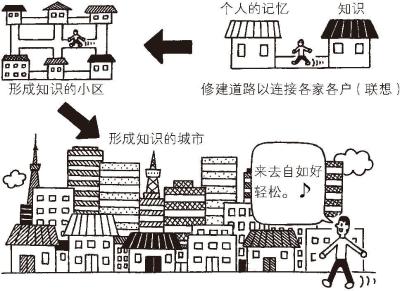 个人的记忆
知识
修建道路以连接各家各户（联想）
形成知识的小区
形成知识的城市
来去自如好
轻松。♪